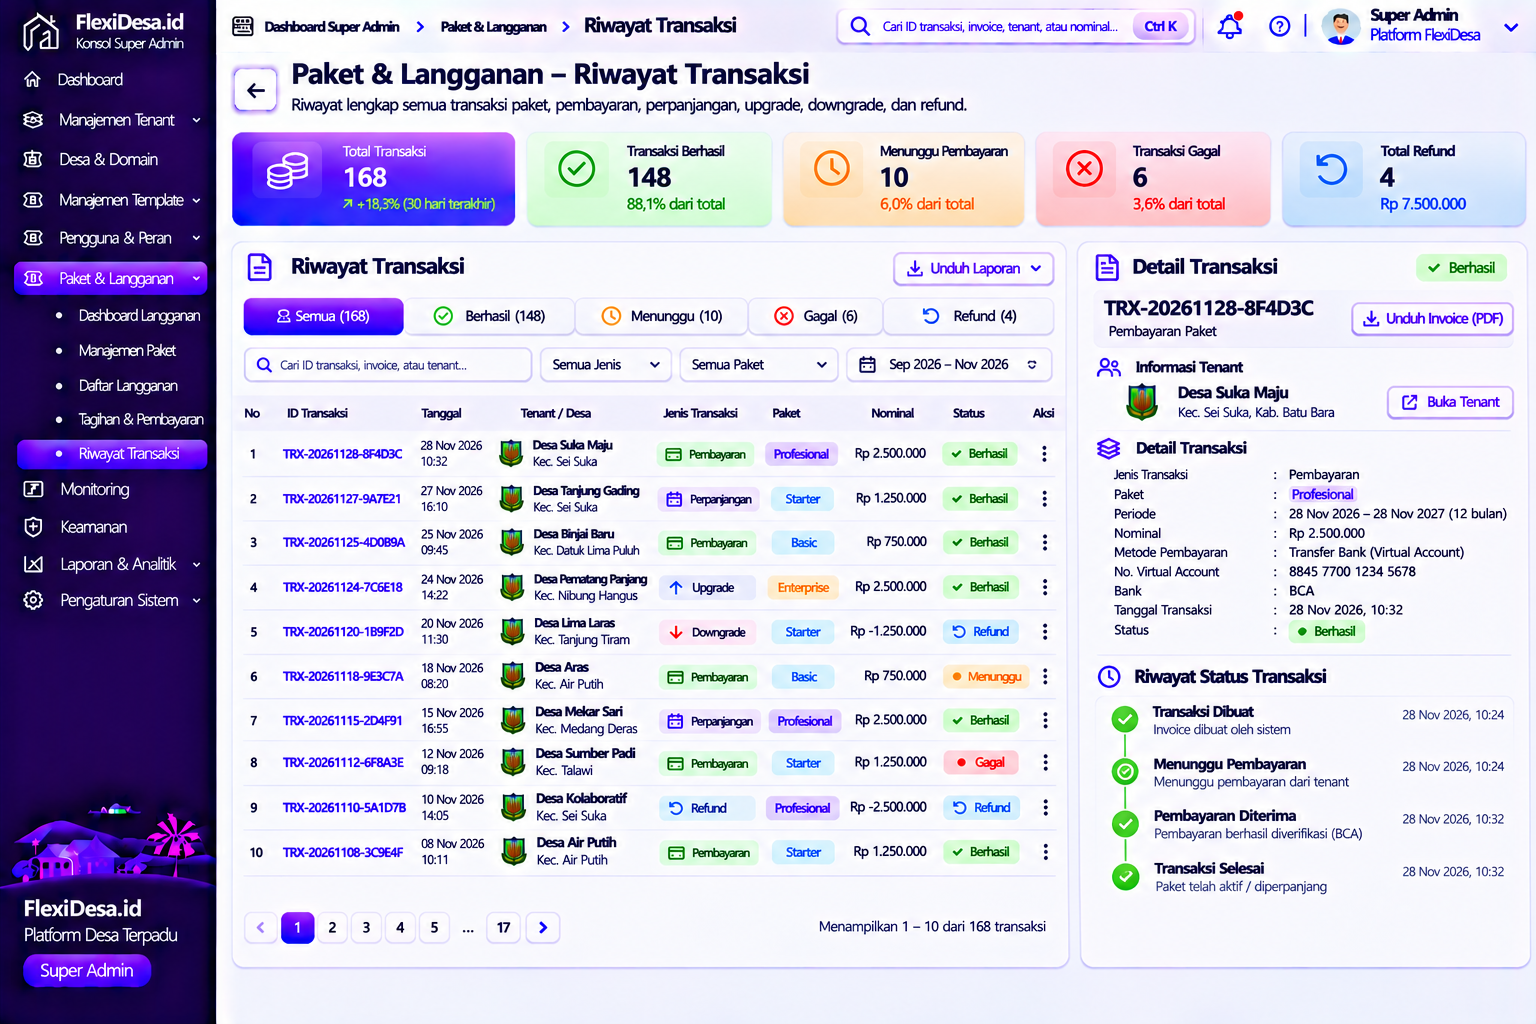 FlexiDesa.id
Konsol Super Admin
Dashboard
Manajemen Tenant
Desa & Domain
Manajemen Template
Pengguna & Peran
Paket & Langganan
Dashboard Langganan
Manajemen Paket
Daftar Langganan
Tagihan & Pembayaran
Riwayat Transaksi
Monitoring
Keamanan
Laporan & Analitik
Pengaturan Sistem
FlexiDesa.id
Platform Desa Terpadu
Super Admin
Dashboard Super Admin > Paket & Langganan > Riwayat Transaksi
Cari ID transaksi, invoice, tenant, atau nominal... Ctrl K
Super Admin
Platform FlexiDesa
Paket & Langganan – Riwayat Transaksi
Riwayat lengkap semua transaksi paket, pembayaran, perpanjangan, upgrade, downgrade, dan refund.
Total Transaksi
168
+18,3% (30 hari terakhir)
Transaksi Berhasil
148
88,1% dari total
Menunggu Pembayaran
10
6,0% dari total
Transaksi Gagal
6
3,6% dari total
Total Refund
4
Rp 7.500.000
Riwayat Transaksi
Unduh Laporan
Semua (168) Berhasil (148) Menunggu (10) Gagal (6) Refund (4)
Cari ID transaksi, invoice, atau tenant... Semua Jenis Semua Paket Sep 2026 – Nov 2026
No ID Transaksi Tanggal Tenant / Desa Jenis Transaksi Paket Nominal Status Aksi
1 TRX-20261128-8F4D3C 28 Nov 2026 10:32 Desa Suka Maju Kec. Sei Suka Pembayaran Profesional Rp 2.500.000 Berhasil
2 TRX-20261127-9A7E21 27 Nov 2026 16:10 Desa Tanjung Gading Kec. Sei Suka Perpanjangan Starter Rp 1.250.000 Berhasil
3 TRX-20261125-4D0B9A 25 Nov 2026 09:45 Desa Binjai Baru Kec. Datuk Lima Puluh Pembayaran Basic Rp 750.000 Berhasil
4 TRX-20261124-7C6E18 24 Nov 2026 14:22 Desa Pematang Panjang Kec. Nibung Hangus Upgrade Enterprise Rp 2.500.000 Berhasil
5 TRX-20261120-1B9F2D 20 Nov 2026 11:30 Desa Lima Laras Kec. Tanjung Tiram Downgrade Starter Rp -1.250.000 Refund
6 TRX-20261118-9E3C7A 18 Nov 2026 08:20 Desa Aras Kec. Air Putih Pembayaran Basic Rp 750.000 Menunggu
7 TRX-20261115-2D4F91 15 Nov 2026 16:55 Desa Mekar Sari Kec. Medang Deras Perpanjangan Profesional Rp 2.500.000 Berhasil
8 TRX-20261112-6F8A3E 12 Nov 2026 09:18 Desa Sumber Padi Kec. Talawi Pembayaran Starter Rp 1.250.000 Gagal
9 TRX-20261110-5A1D7B 10 Nov 2026 14:05 Desa Kolaboratif Kec. Sei Suka Refund Profesional Rp -2.500.000 Refund
10 TRX-20261108-3C9E4F 08 Nov 2026 10:11 Desa Air Putih Kec. Air Putih Pembayaran Starter Rp 1.250.000 Berhasil
< 1 2 3 4 5 ... 17 >
Menampilkan 1 – 10 dari 168 transaksi
Detail Transaksi
Berhasil
TRX-20261128-8F4D3C
Pembayaran Paket
Unduh Invoice (PDF)
Informasi Tenant
Desa Suka Maju
Kec. Sei Suka, Kab. Batu Bara
Buka Tenant
Detail Transaksi
Jenis Transaksi : Pembayaran
Paket : Profesional
Periode : 28 Nov 2026 – 28 Nov 2027 (12 bulan)
Nominal : Rp 2.500.000
Metode Pembayaran : Transfer Bank (Virtual Account)
No. Virtual Account : 8845 7700 1234 5678
Bank : BCA
Tanggal Transaksi : 28 Nov 2026, 10:32
Status : Berhasil
Riwayat Status Transaksi
Transaksi Dibuat 28 Nov 2026, 10:24
Invoice dibuat oleh sistem
Menunggu Pembayaran 28 Nov 2026, 10:24
Menunggu pembayaran dari tenant
Pembayaran Diterima 28 Nov 2026, 10:32
Pembayaran berhasil diverifikasi (BCA)
Transaksi Selesai 28 Nov 2026, 10:32
Paket telah aktif / diperpanjang